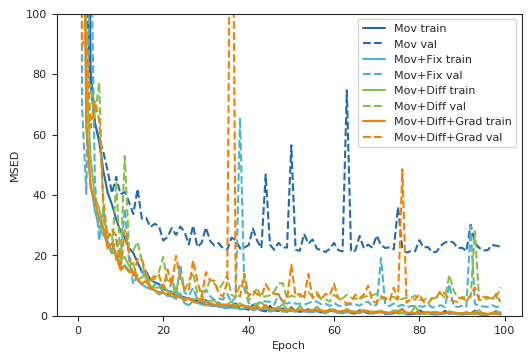 100
80
60
40
20
0
MSED
0
20
40
60
80
100
Epoch
Mov train
Mov val
Mov+Fix train
Mov+Fix val
Mov+Diff train
Mov+Diff val
Mov+Diff+Grad train
Mov+Diff+Grad val